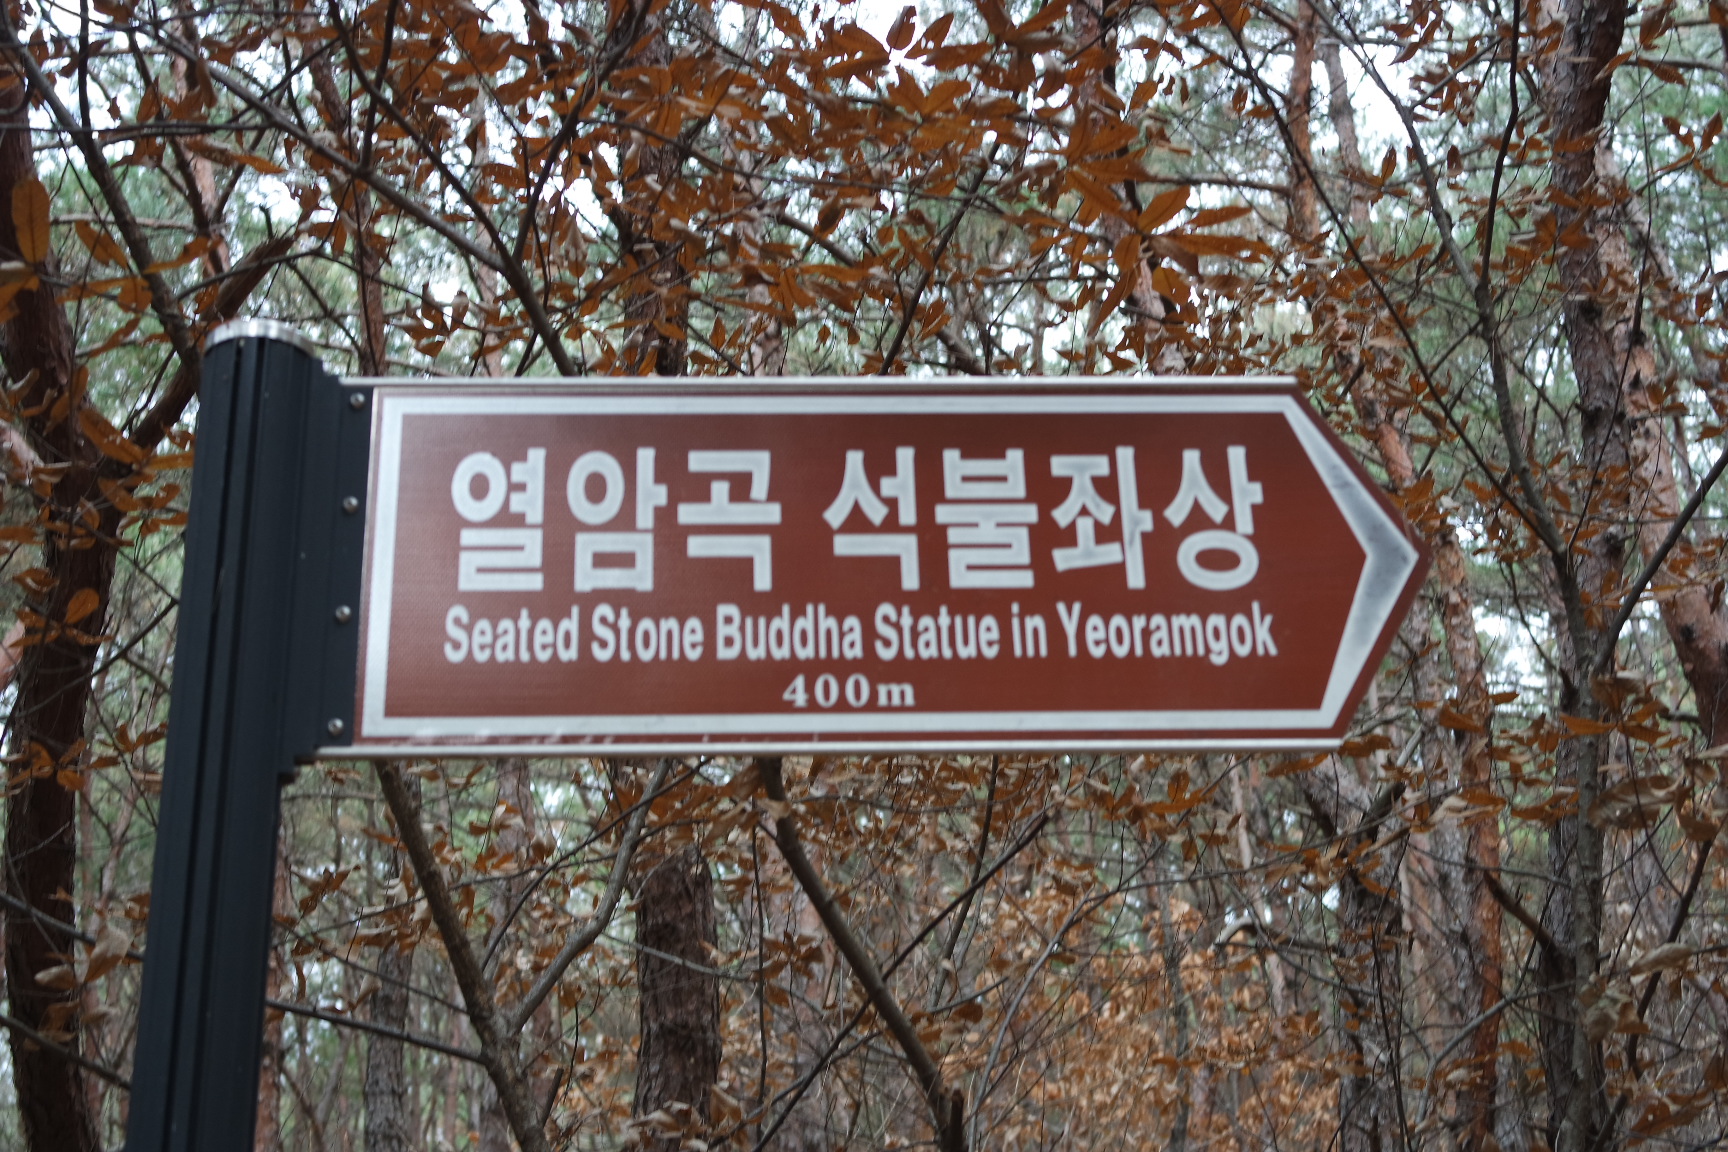 열암곡 석불좌상
Seated Stone Buddha Statue in Yeoramgok
400m